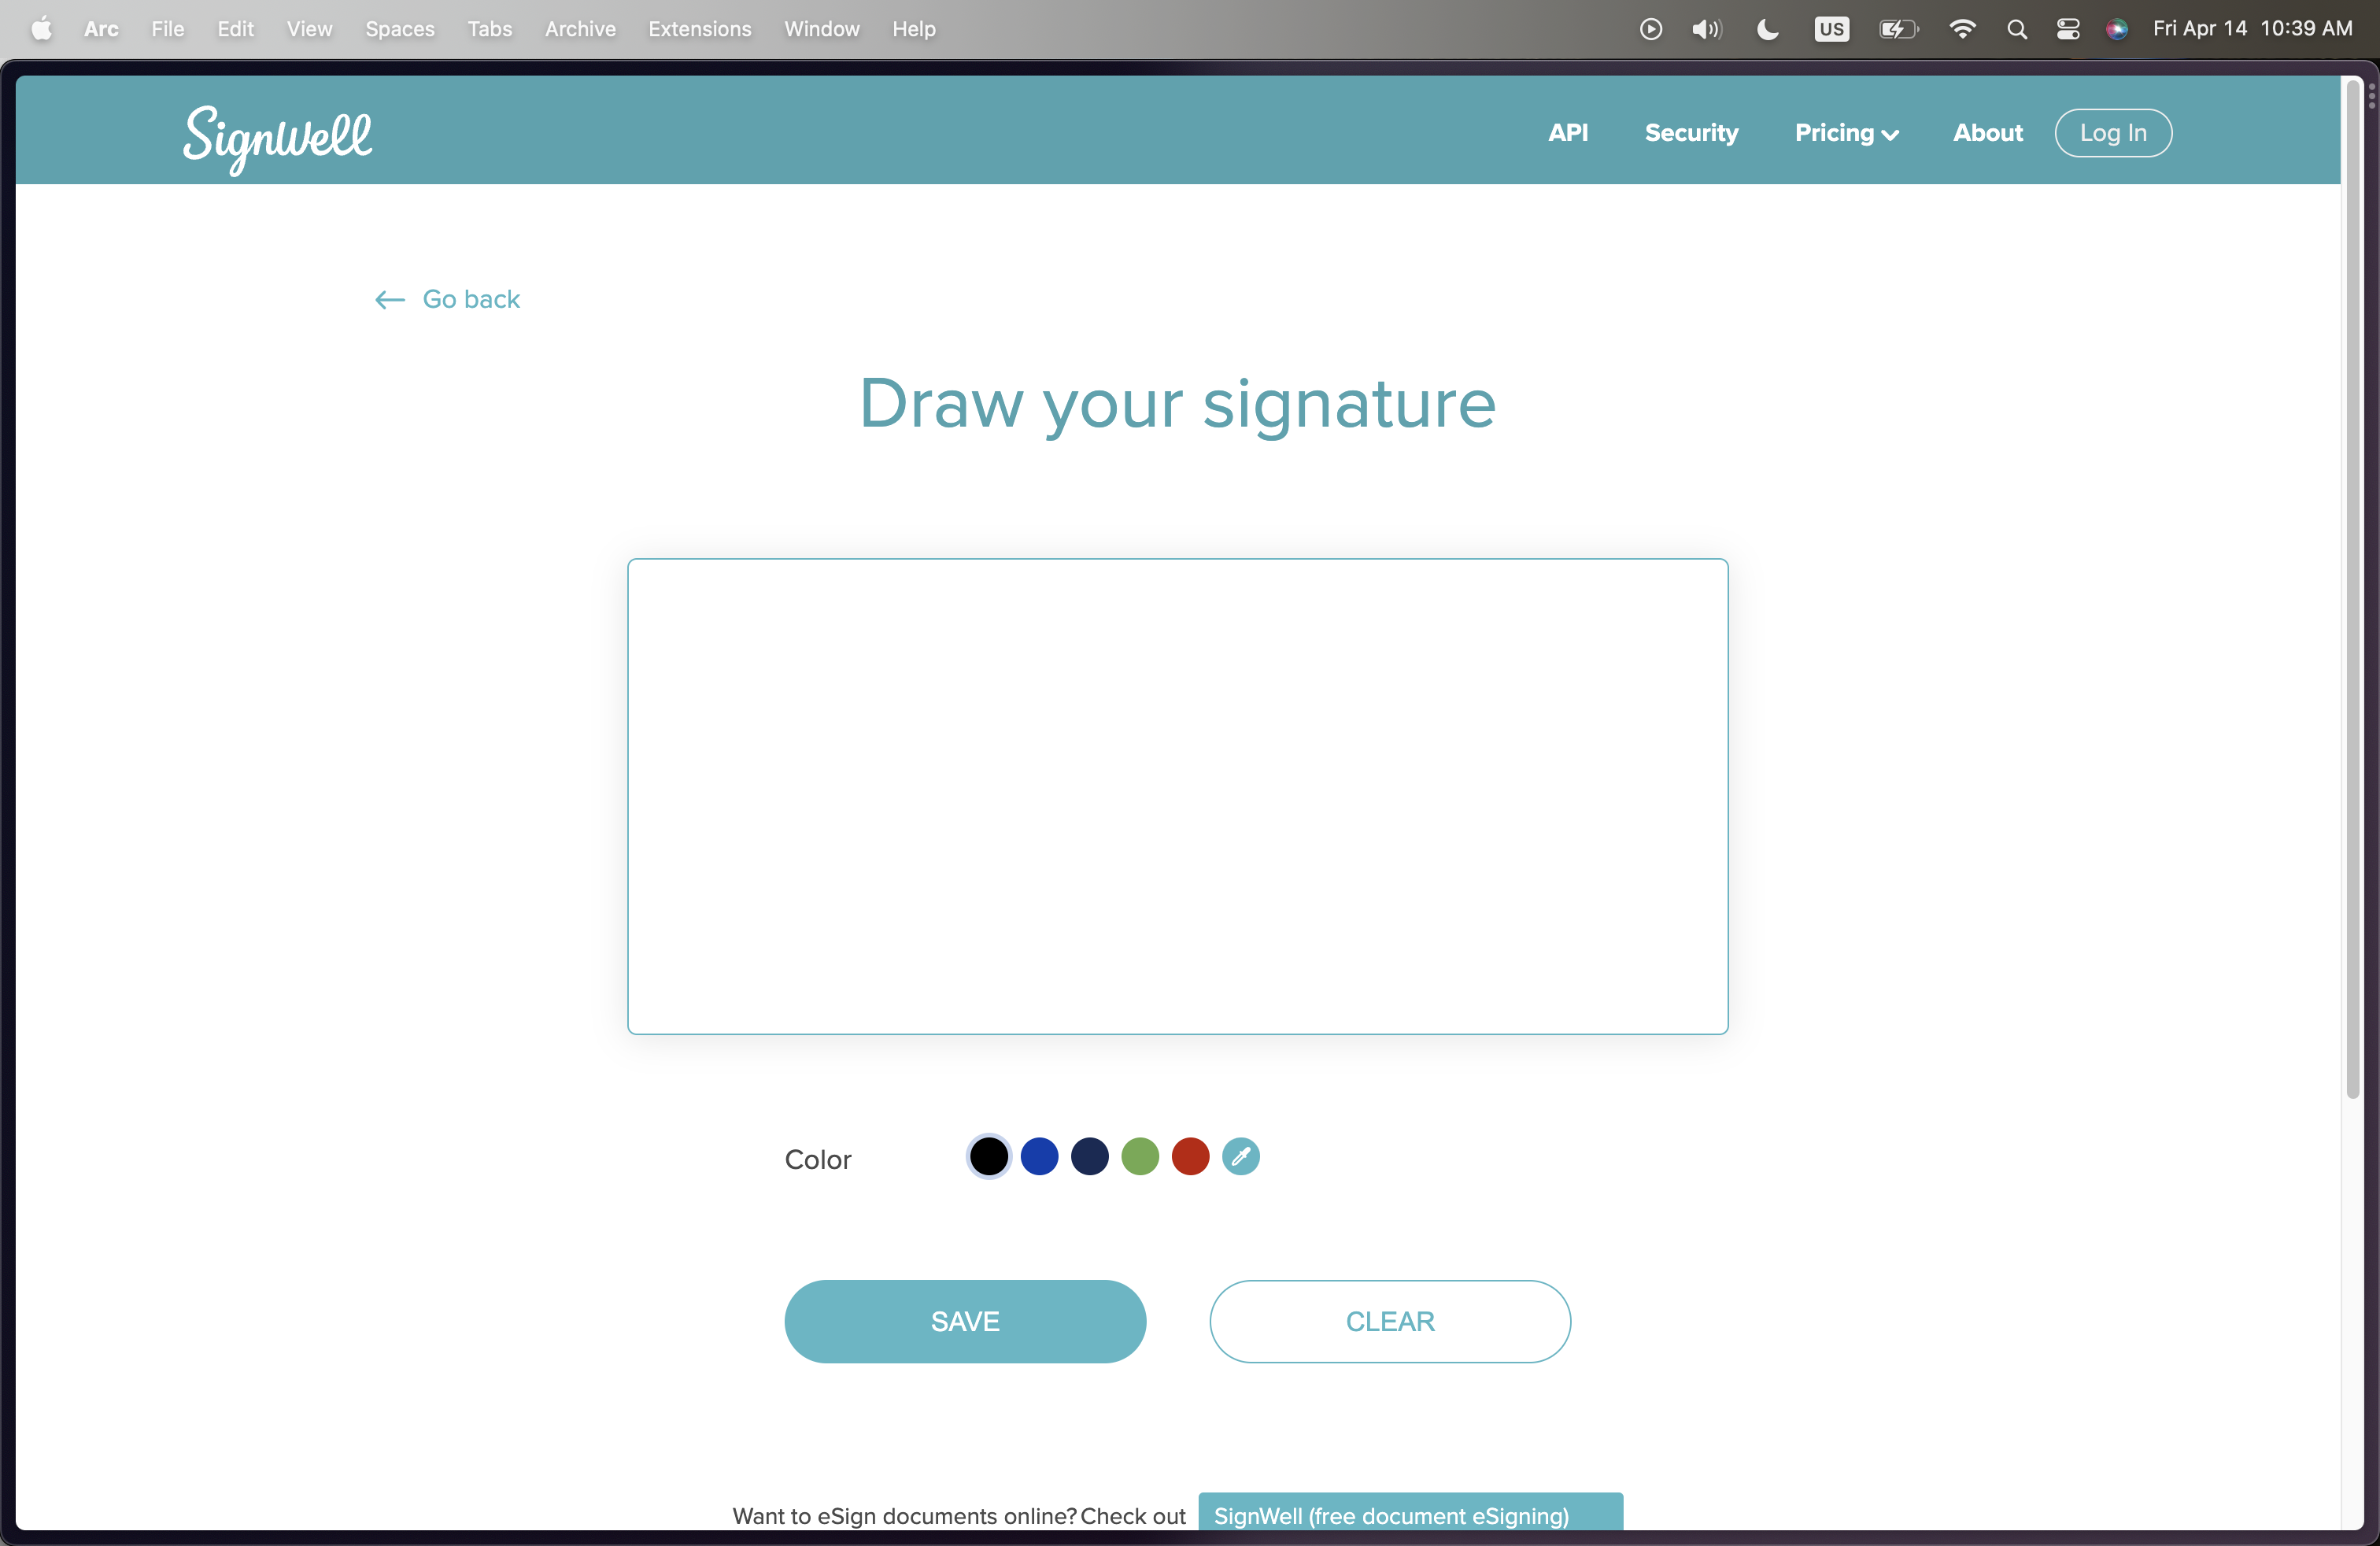 Arc File Edit View Spaces Tabs Archive Extensions Window Help US Fri Apr 14 10:39 AM
SignWell API Security Pricing About Log In
Go back
Draw your signature
Color
SAVE CLEAR
Want to eSign documents online? Check out SignWell (free document eSigning)